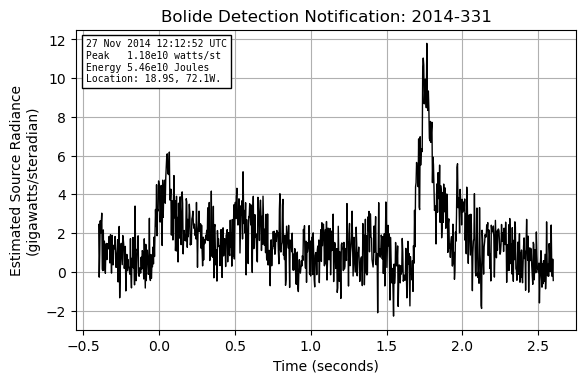 Bolide Detection Notification: 2014-331
27 Nov 2014 12:12:52 UTC
Peak   1.18e10 watts/st
Energy 5.46e10 Joules
Location: 18.9S, 72.1W.
Estimated Source Radiance
(gigawatts/steradian)
12
10
8
6
4
2
0
−2
−0.5 0.0 0.5 1.0 1.5 2.0 2.5
Time (seconds)